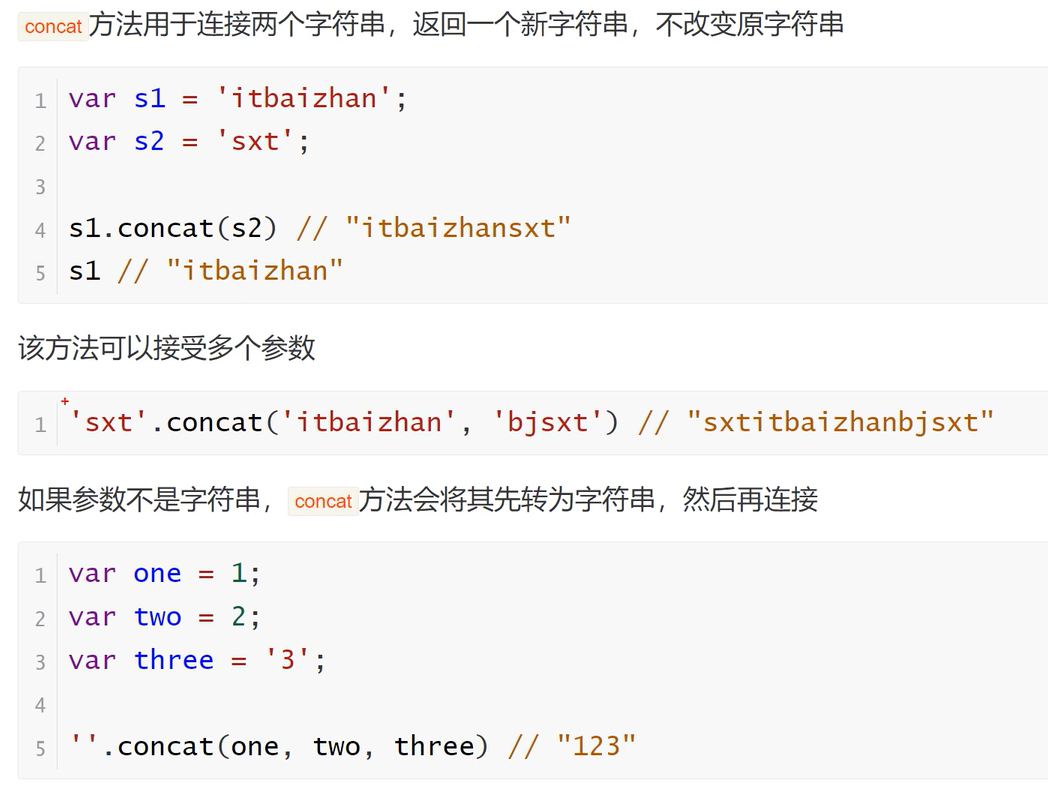 concat方法用于连接两个字符串，返回一个新字符串，不改变原字符串
1 var s1 = 'itbaizhan';
2 var s2 = 'sxt';
3
4 s1.concat(s2) // "itbaizhansxt"
5 s1 // "itbaizhan"
该方法可以接受多个参数
1 'sxt'.concat('itbaizhan', 'bjsxt') // "sxtitbaizhanbjsxt"
如果参数不是字符串，concat方法会将其先转为字符串，然后再连接
1 var one = 1;
2 var two = 2;
3 var three = '3';
4
5 ''.concat(one, two, three) // "123"